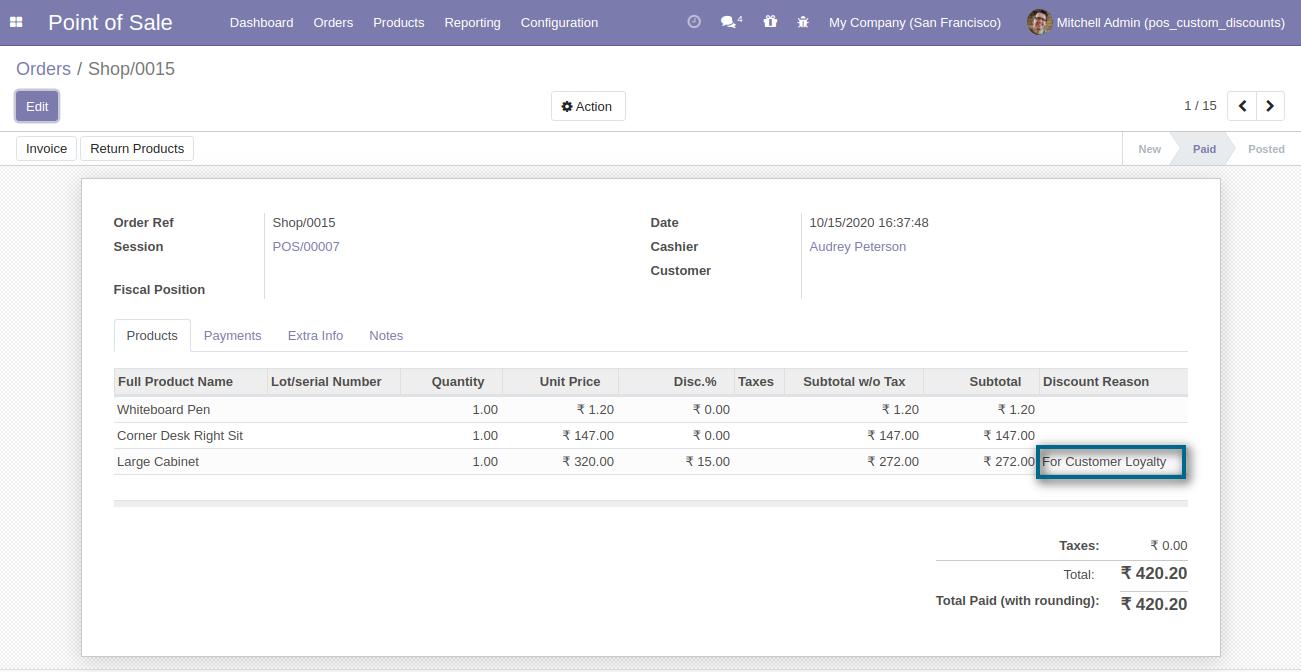 Point of Sale Dashboard Orders Products Reporting Configuration 4 My Company (San Francisco) Mitchell Admin (pos_custom_discounts)
Orders / Shop/0015
Edit Action 1 / 15
Invoice Return Products New Paid Posted
Order Ref Shop/0015 Date 10/15/2020 16:37:48
Session POS/00007 Cashier Audrey Peterson
Customer
Fiscal Position
Products Payments Extra Info Notes
Full Product Name Lot/serial Number Quantity Unit Price Disc.% Taxes Subtotal w/o Tax Subtotal Discount Reason
Whiteboard Pen 1.00 ₹ 1.20 ₹ 0.00 ₹ 1.20 ₹ 1.20
Corner Desk Right Sit 1.00 ₹ 147.00 ₹ 0.00 ₹ 147.00 ₹ 147.00
Large Cabinet 1.00 ₹ 320.00 ₹ 15.00 ₹ 272.00 ₹ 272.00 For Customer Loyalty
Taxes: ₹ 0.00
Total: ₹ 420.20
Total Paid (with rounding): ₹ 420.20